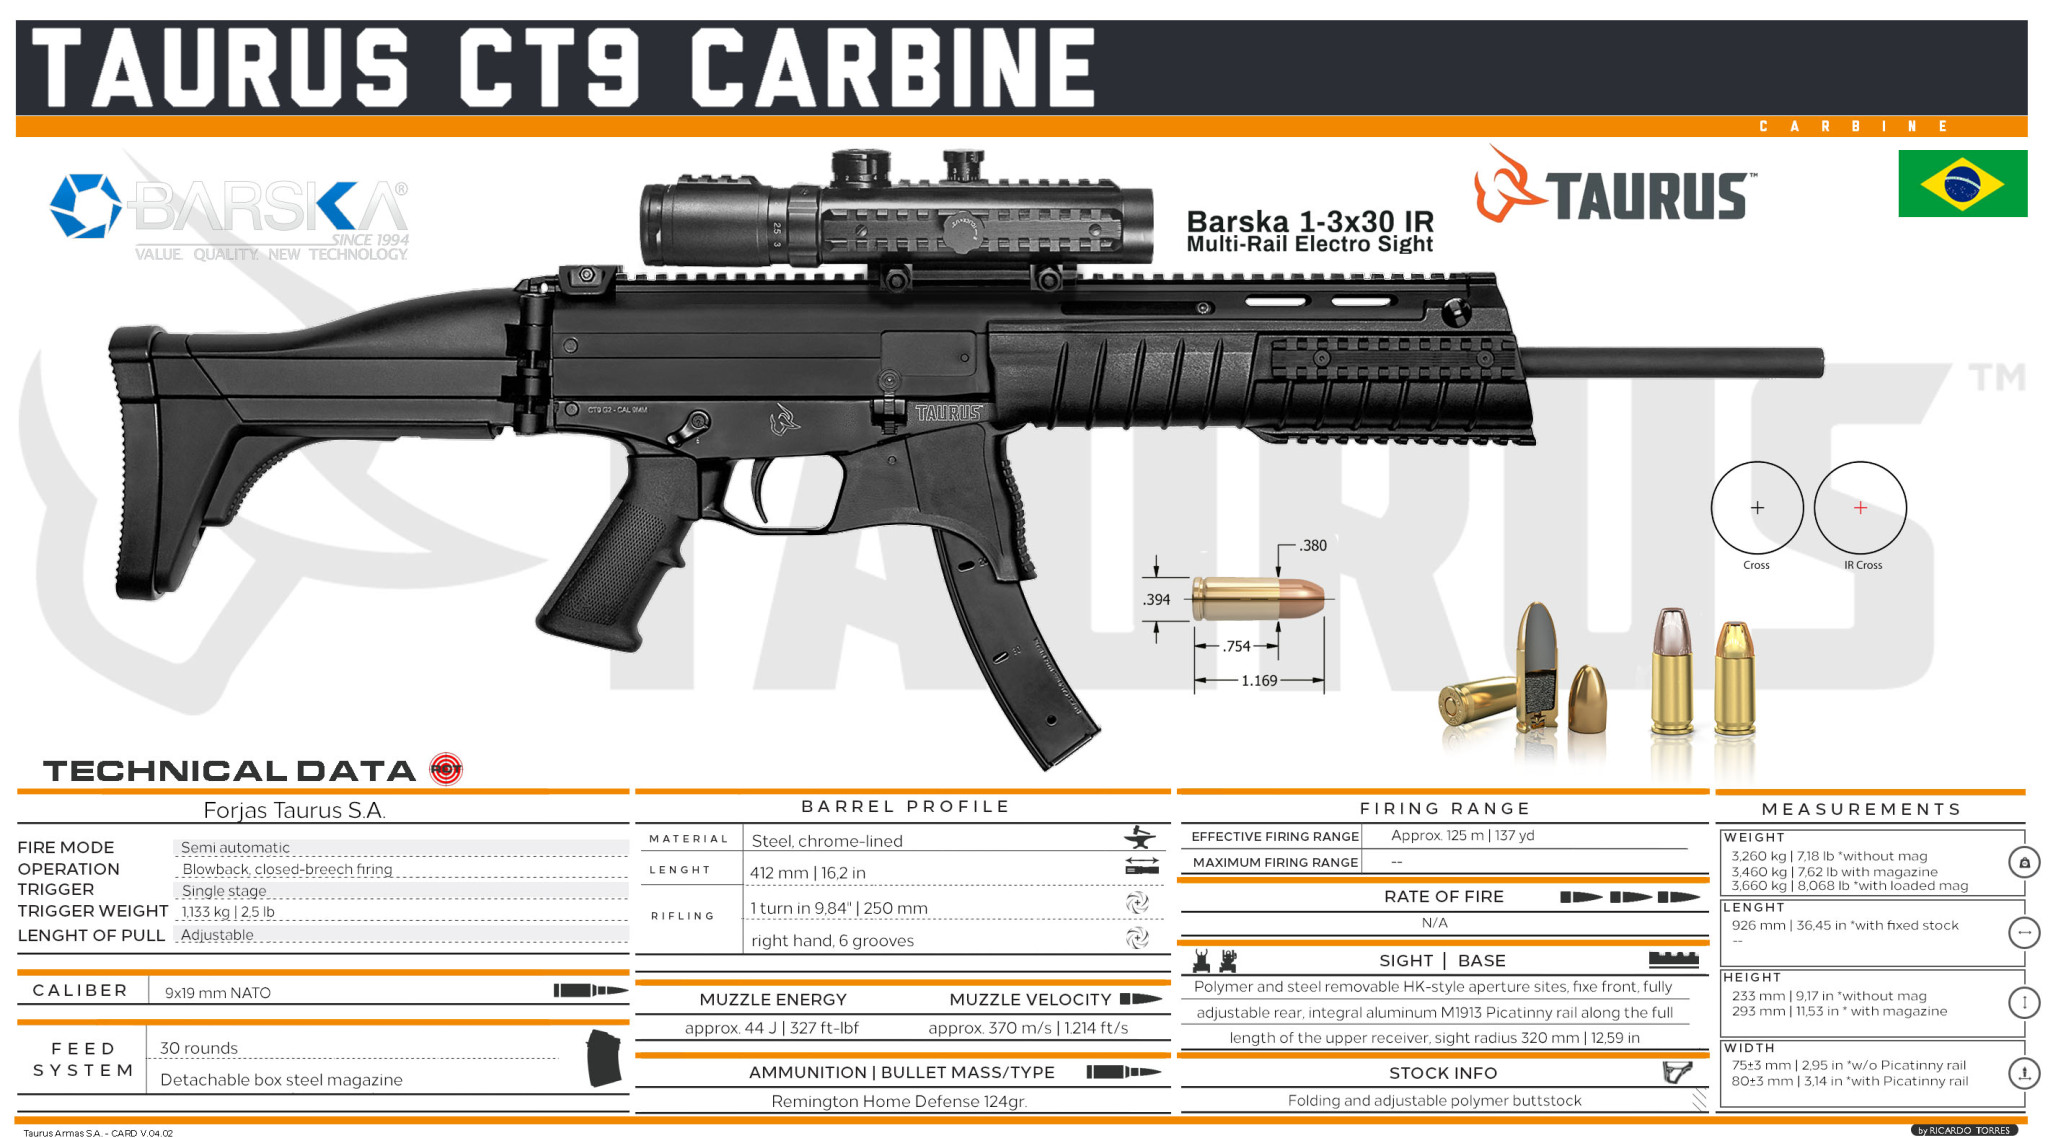 TAURUS CT9 CARBINE
CARBINE
BARSKA®
SINCE 1994
VALUE. QUALITY. NEW TECHNOLOGY.
Barska 1-3x30 IR
Multi-Rail Electro Sight
TAURUS™
2.5 3
CT9 G2 - CAL 9MM
TAURUS
TAURUS™
Cross
IR Cross
.380
.394
.754
1.169
TECHNICAL DATA
Forjas Taurus S.A.
FIRE MODE Semi automatic
OPERATION Blowback, closed-breech firing
TRIGGER Single stage
TRIGGER WEIGHT 1,133 kg | 2,5 lb
LENGHT OF PULL Adjustable
CALIBER 9x19 mm NATO
FEED SYSTEM
30 rounds
Detachable box steel magazine
BARREL PROFILE
MATERIAL Steel, chrome-lined
LENGHT 412 mm | 16,2 in
RIFLING
1 turn in 9,84" | 250 mm
right hand, 6 grooves
MUZZLE ENERGY MUZZLE VELOCITY
approx. 44 J | 327 ft-lbf approx. 370 m/s | 1.214 ft/s
AMMUNITION | BULLET MASS/TYPE
Remington Home Defense 124gr.
FIRING RANGE
EFFECTIVE FIRING RANGE Approx. 125 m | 137 yd
MAXIMUM FIRING RANGE --
RATE OF FIRE
N/A
SIGHT | BASE
Polymer and steel removable HK-style aperture sites, fixe front, fully
adjustable rear, integral aluminum M1913 Picatinny rail along the full
length of the upper receiver, sight radius 320 mm | 12,59 in
STOCK INFO
Folding and adjustable polymer buttstock
MEASUREMENTS
WEIGHT
3,260 kg | 7,18 lb *without mag
3,460 kg | 7,62 lb with magazine
3,660 kg | 8,068 lb *with loaded mag
LENGHT
926 mm | 36,45 in *with fixed stock
--
HEIGHT
233 mm | 9,17 in *without mag
293 mm | 11,53 in * with magazine
WIDTH
75±3 mm | 2,95 in *w/o Picatinny rail
80±3 mm | 3,14 in *with Picatinny rail
Taurus Armas S.A. - CARD V.04.02
by RICARDO TORRES